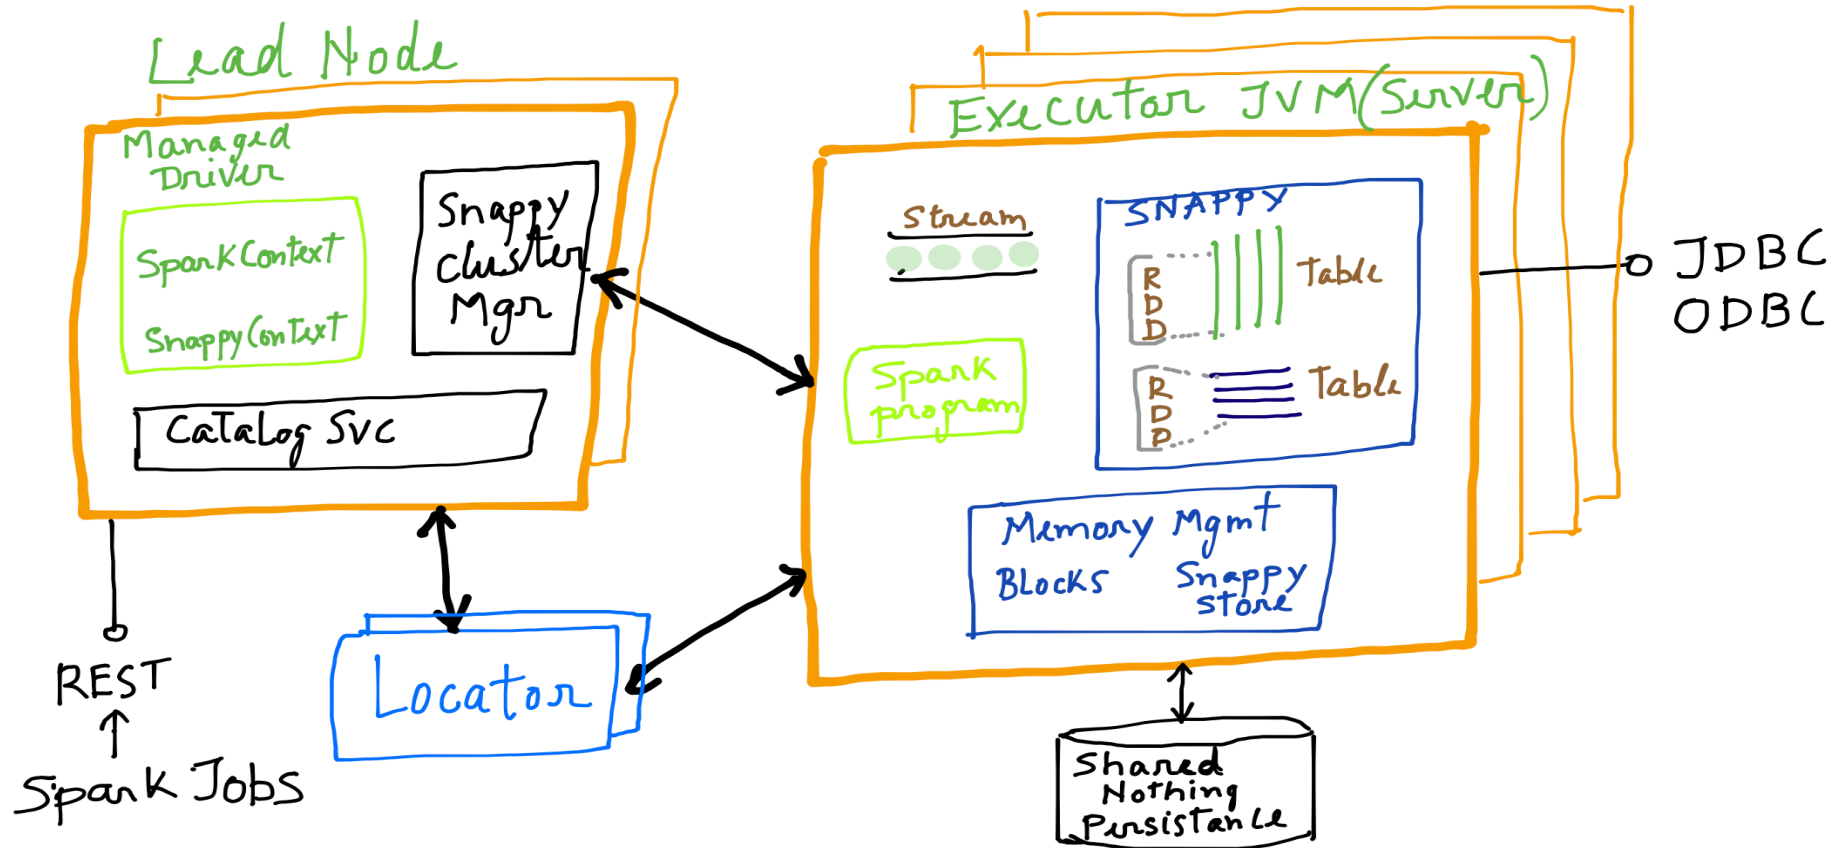 Lead Node
Managed
Driver
SparkContext
SnappyContext
Snappy
Cluster
Mgr
Catalog Svc
REST
Spark Jobs
Locator
Executor JVM(Server)
Stream
Spark
program
SNAPPY
RDD
Table
RDD
Table
Memory Mgmt
Blocks
Snappy
Store
JDBC
ODBC
Shared
Nothing
Persistance